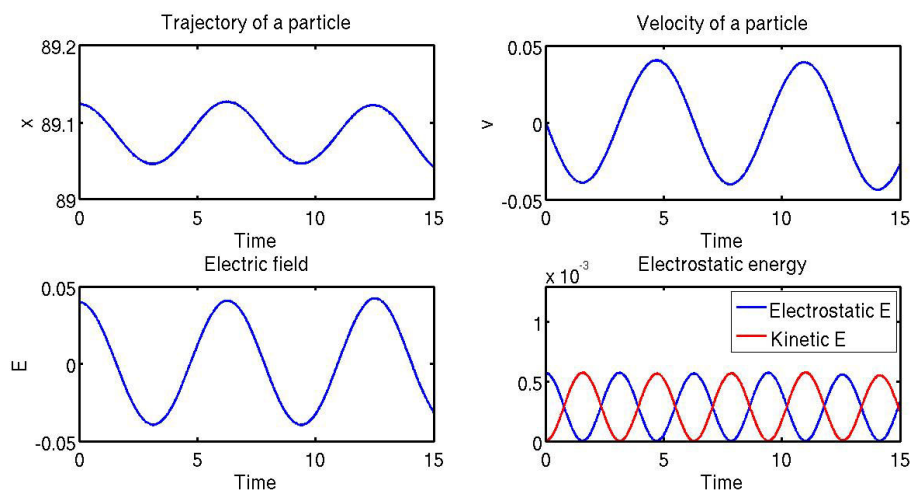 Trajectory of a particle
89.2
89.1
89
x
0 5 10 15
Time
Velocity of a particle
0.05
0
-0.05
v
0 5 10 15
Time
Electric field
0.05
0
-0.05
E
0 5 10 15
Time
Electrostatic energy
x 10-3
1
0.5
0
Electrostatic E
Kinetic E
0 5 10 15
Time